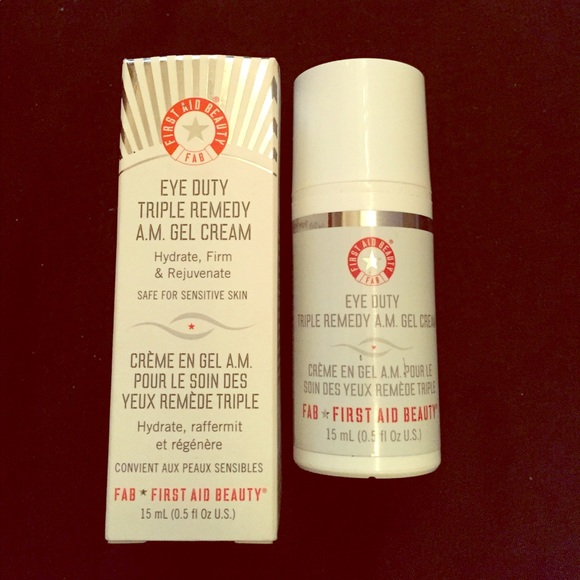 FIRST AID BEAUTY
FAB
EYE DUTY
TRIPLE REMEDY
A.M. GEL CREAM
Hydrate, Firm
& Rejuvenate
SAFE FOR SENSITIVE SKIN
CRÈME EN GEL A.M.
POUR LE SOIN DES
YEUX REMÈDE TRIPLE
Hydrate, raffermit
et régénère
CONVIENT AUX PEAUX SENSIBLES
FAB ★ FIRST AID BEAUTY®
15 mL (0.5 fl Oz U.S.)
FIRST AID BEAUTY
FAB
EYE DUTY
TRIPLE REMEDY A.M. GEL CREAM
CRÈME EN GEL A.M. POUR LE
SOIN DES YEUX REMÈDE TRIPLE
FAB ★ FIRST AID BEAUTY®
15 mL (0.5 fl Oz U.S.)